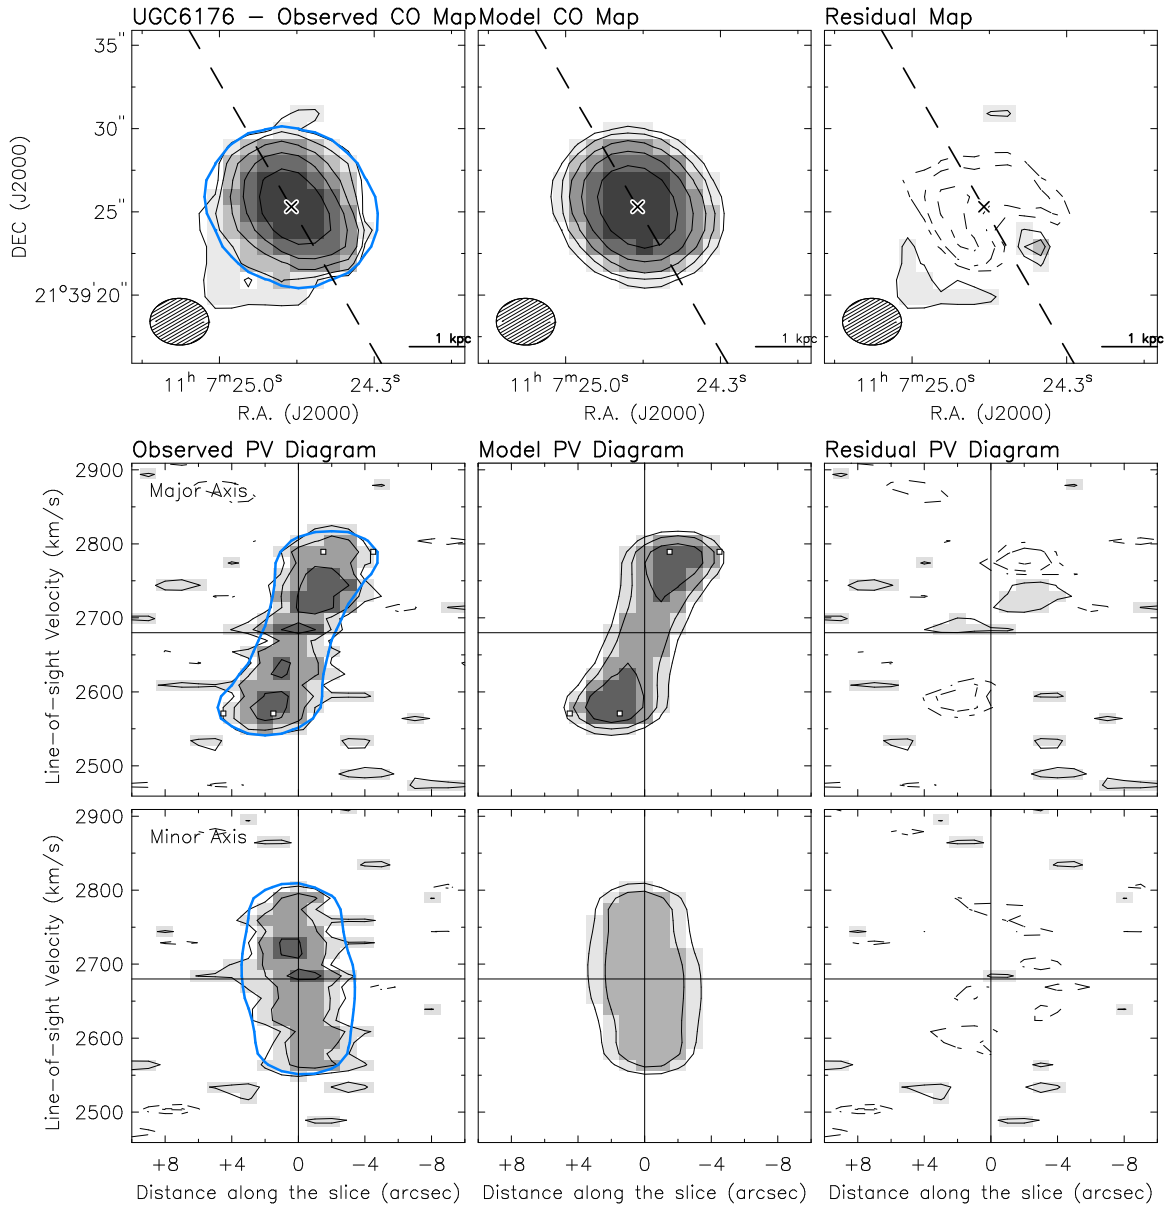 UGC6176 – Observed CO Map
Model CO Map
Residual Map
35"
30"
25"
21°39'20"
DEC (J2000)
1 kpc
1 kpc
1 kpc
11h 7m25.0s 24.3s
11h 7m25.0s 24.3s
11h 7m25.0s 24.3s
R.A. (J2000)
R.A. (J2000)
R.A. (J2000)
Observed PV Diagram
Model PV Diagram
Residual PV Diagram
Major Axis
2900
2800
2700
2600
2500
Line–of–sight Velocity (km/s)
Minor Axis
2900
2800
2700
2600
2500
Line–of–sight Velocity (km/s)
+8 +4 0 −4 −8
+8 +4 0 −4 −8
+8 +4 0 −4 −8
Distance along the slice (arcsec)
Distance along the slice (arcsec)
Distance along the slice (arcsec)